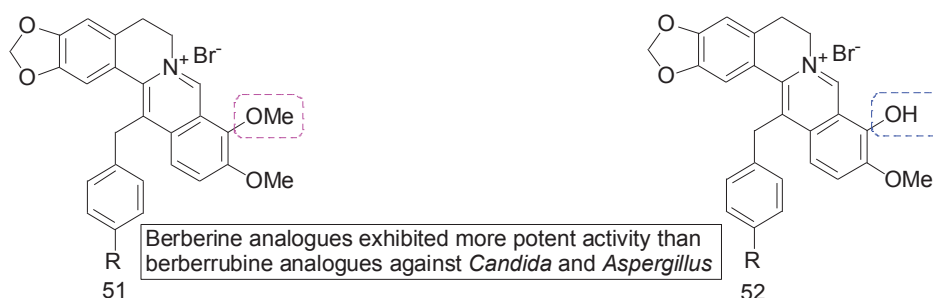 O
O
N+
Br-
OMe
OMe
R
51
O
O
N+
Br-
OH
OMe
R
52
Berberine analogues exhibited more potent activity than
berberrubine analogues against Candida and Aspergillus